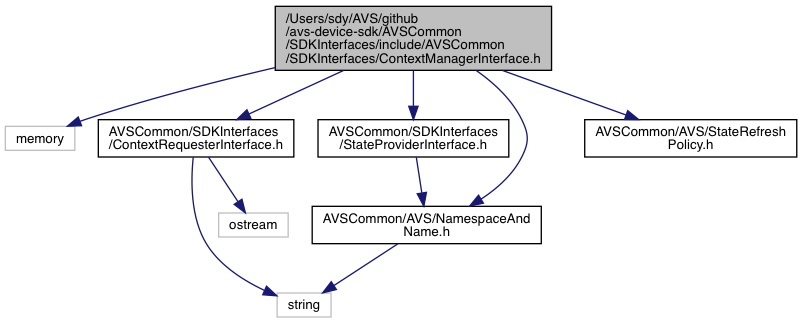 /Users/sdy/AVS/github
/avs-device-sdk/AVSCommon
/SDKInterfaces/include/AVSCommon
/SDKInterfaces/ContextManagerInterface.h
memory
AVSCommon/SDKInterfaces
/ContextRequesterInterface.h
AVSCommon/SDKInterfaces
/StateProviderInterface.h
AVSCommon/AVS/StateRefresh
Policy.h
ostream
AVSCommon/AVS/NamespaceAnd
Name.h
string